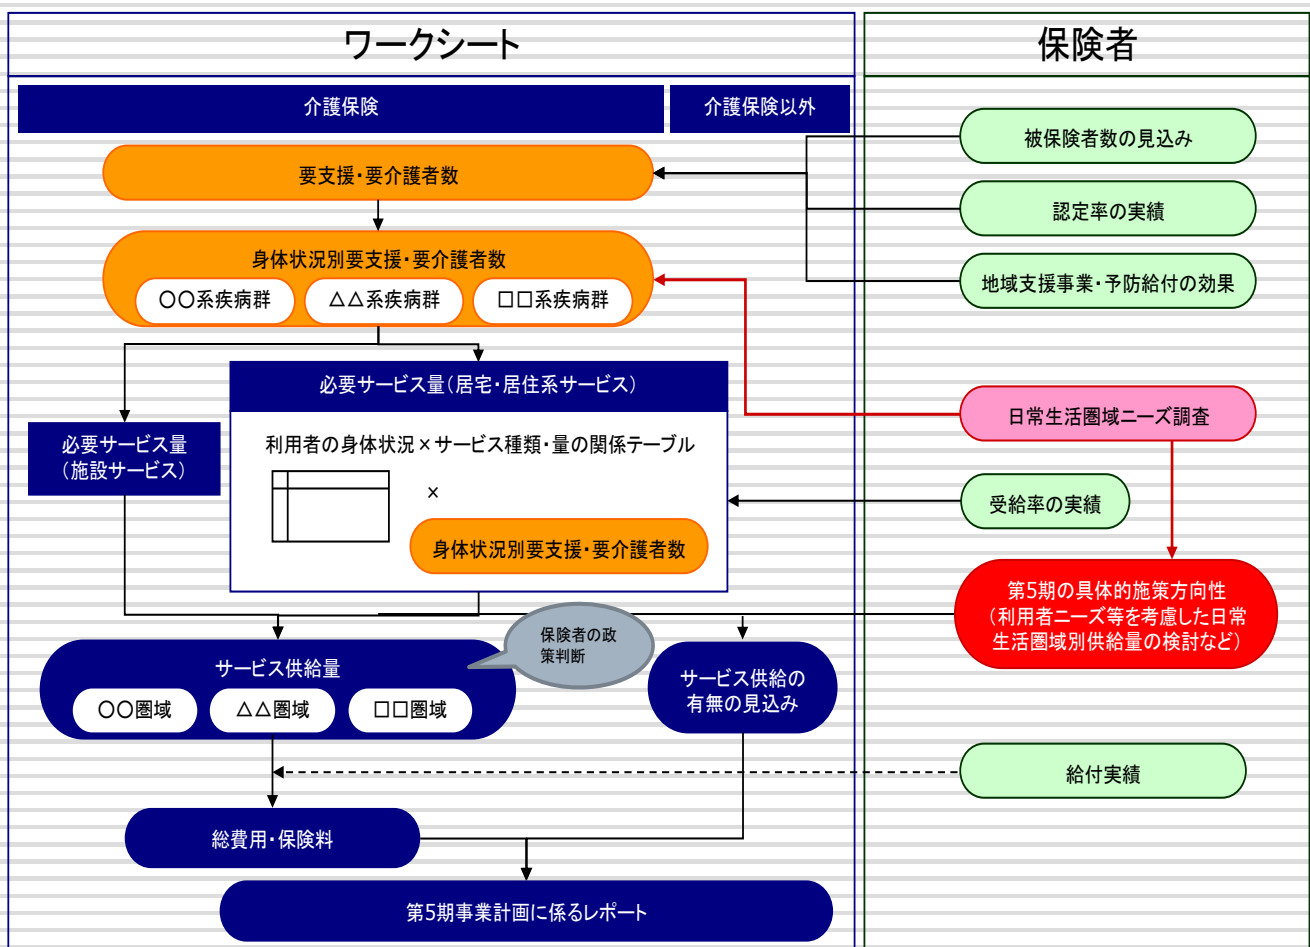 ワークシート
保険者
介護保険
介護保険以外
被保険者数の見込み
要支援・要介護者数
認定率の実績
身体状況別要支援・要介護者数
地域支援事業・予防給付の効果
〇〇系疾病群
△△系疾病群
□□系疾病群
必要サービス量(居宅・居住系サービス)
日常生活圏域ニーズ調査
必要サービス量
(施設サービス)
利用者の身体状況×サービス種類・量の関係テーブル
×
受給率の実績
身体状況別要支援・要介護者数
第5期の具体的施策方向性
(利用者ニーズ等を考慮した日常
生活圏域別供給量の検討など)
保険者の政
策判断
サービス供給量
サービス供給の
有無の見込み
〇〇圏域
△△圏域
□□圏域
給付実績
総費用・保険料
第5期事業計画に係るレポート